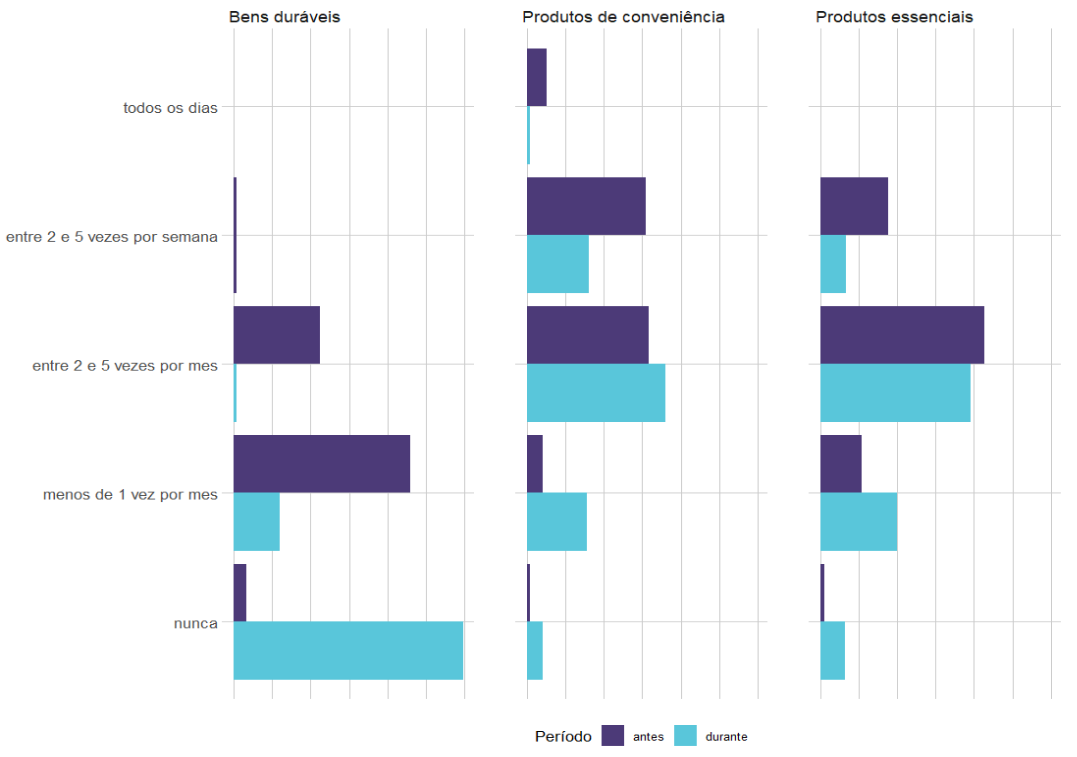 Bens duráveis
Produtos de conveniência
Produtos essenciais
todos os dias
entre 2 e 5 vezes por semana
entre 2 e 5 vezes por mes
menos de 1 vez por mes
nunca
Período antes durante